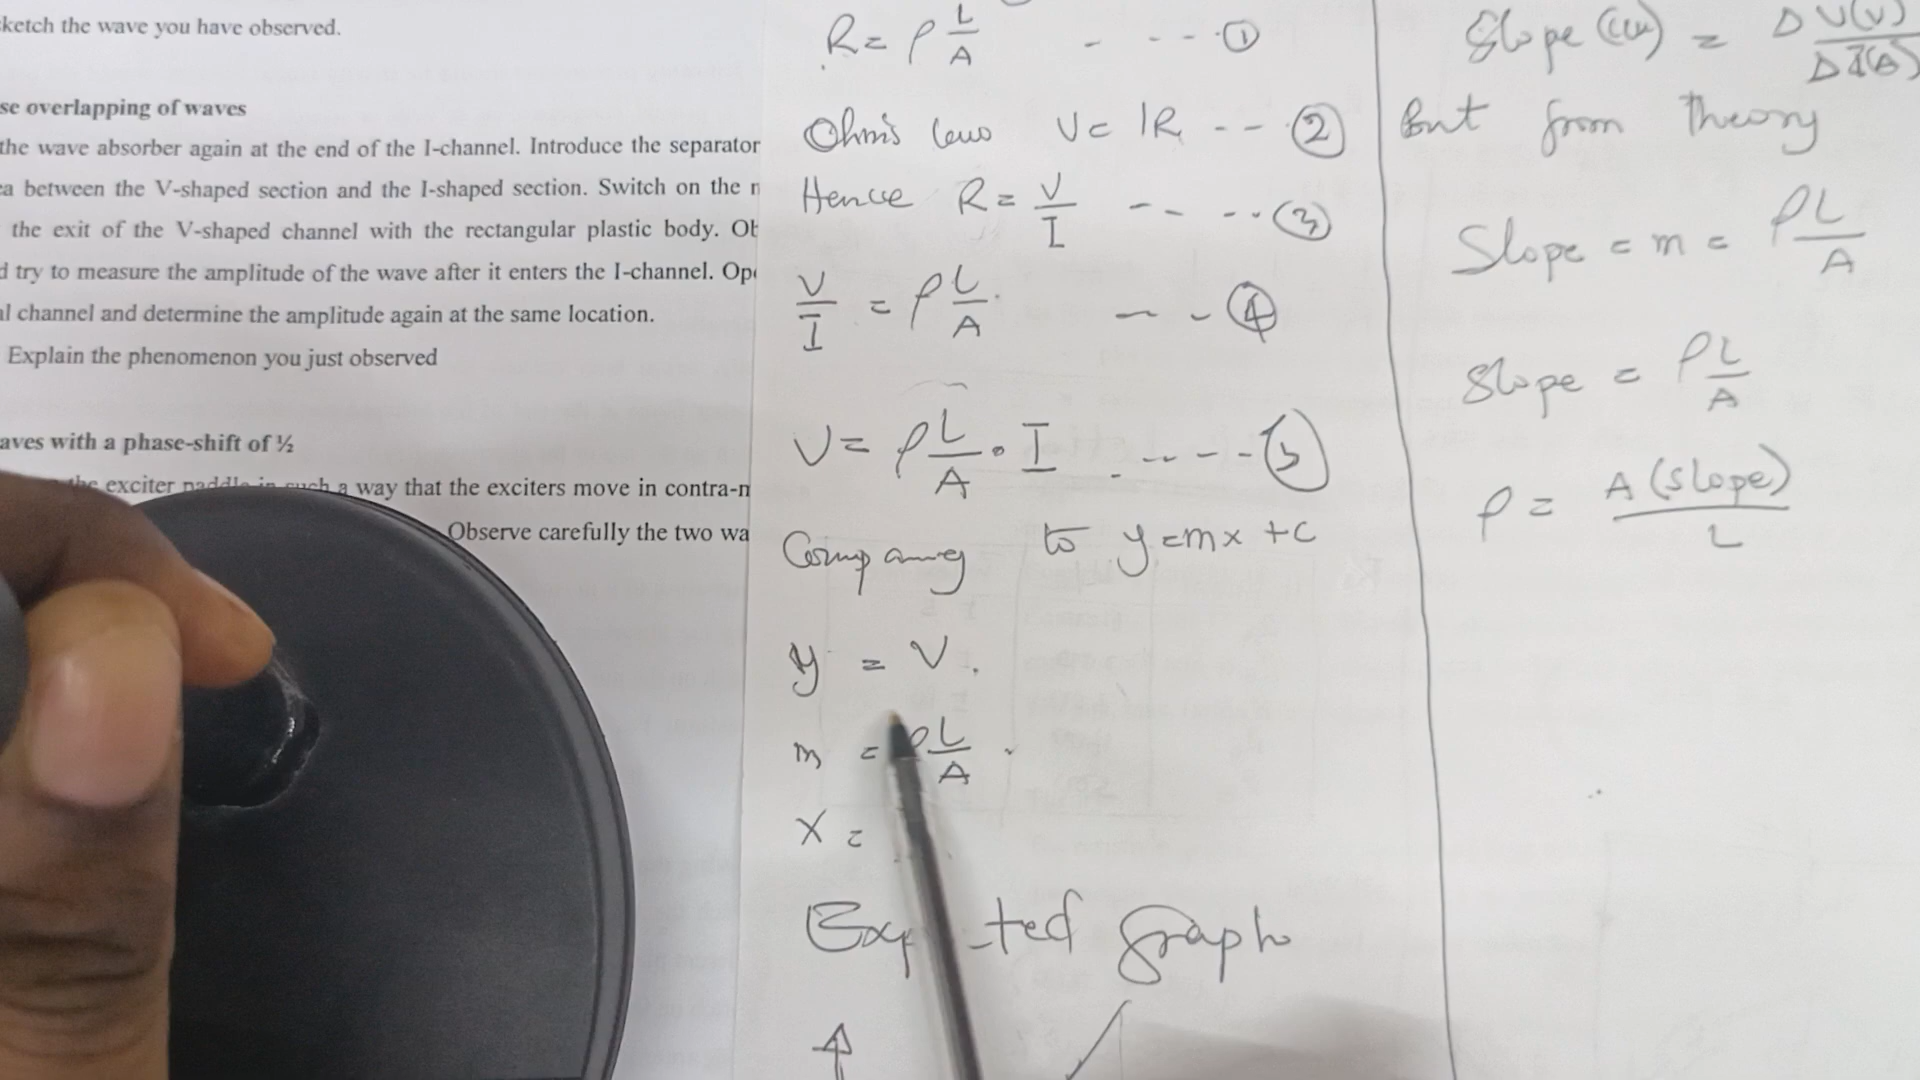 ketch the wave you have observed.
se overlapping of waves
the wave absorber again at the end of the I-channel. Introduce the separator
a between the V-shaped section and the I-shaped section. Switch on the
the exit of the V-shaped channel with the rectangular plastic body.
d try to measure the amplitude of the wave after it enters the I-channel.
l channel and determine the amplitude again at the same location.
Explain the phenomenon you just observed
aves with a phase-shift of ½
the exciter paddle in such a way that the exciters move in contra-
Observe carefully the two wa
R = ρ L/A - - - - ①
Ohm's law V = IR - - ②
Hence R = V/I - - - - ③
V/I = ρ L/A - - ④
V = ρ L/A . I - - - - - ⑤
Comparing to y = mx + c
y = V.
m = ρL/A
X =
Exp ted graph
Slope = ΔV(V)/ΔI(A)
But from theory
Slope = m = ρL/A
Slope = ρL/A
ρ = A(slope)/L